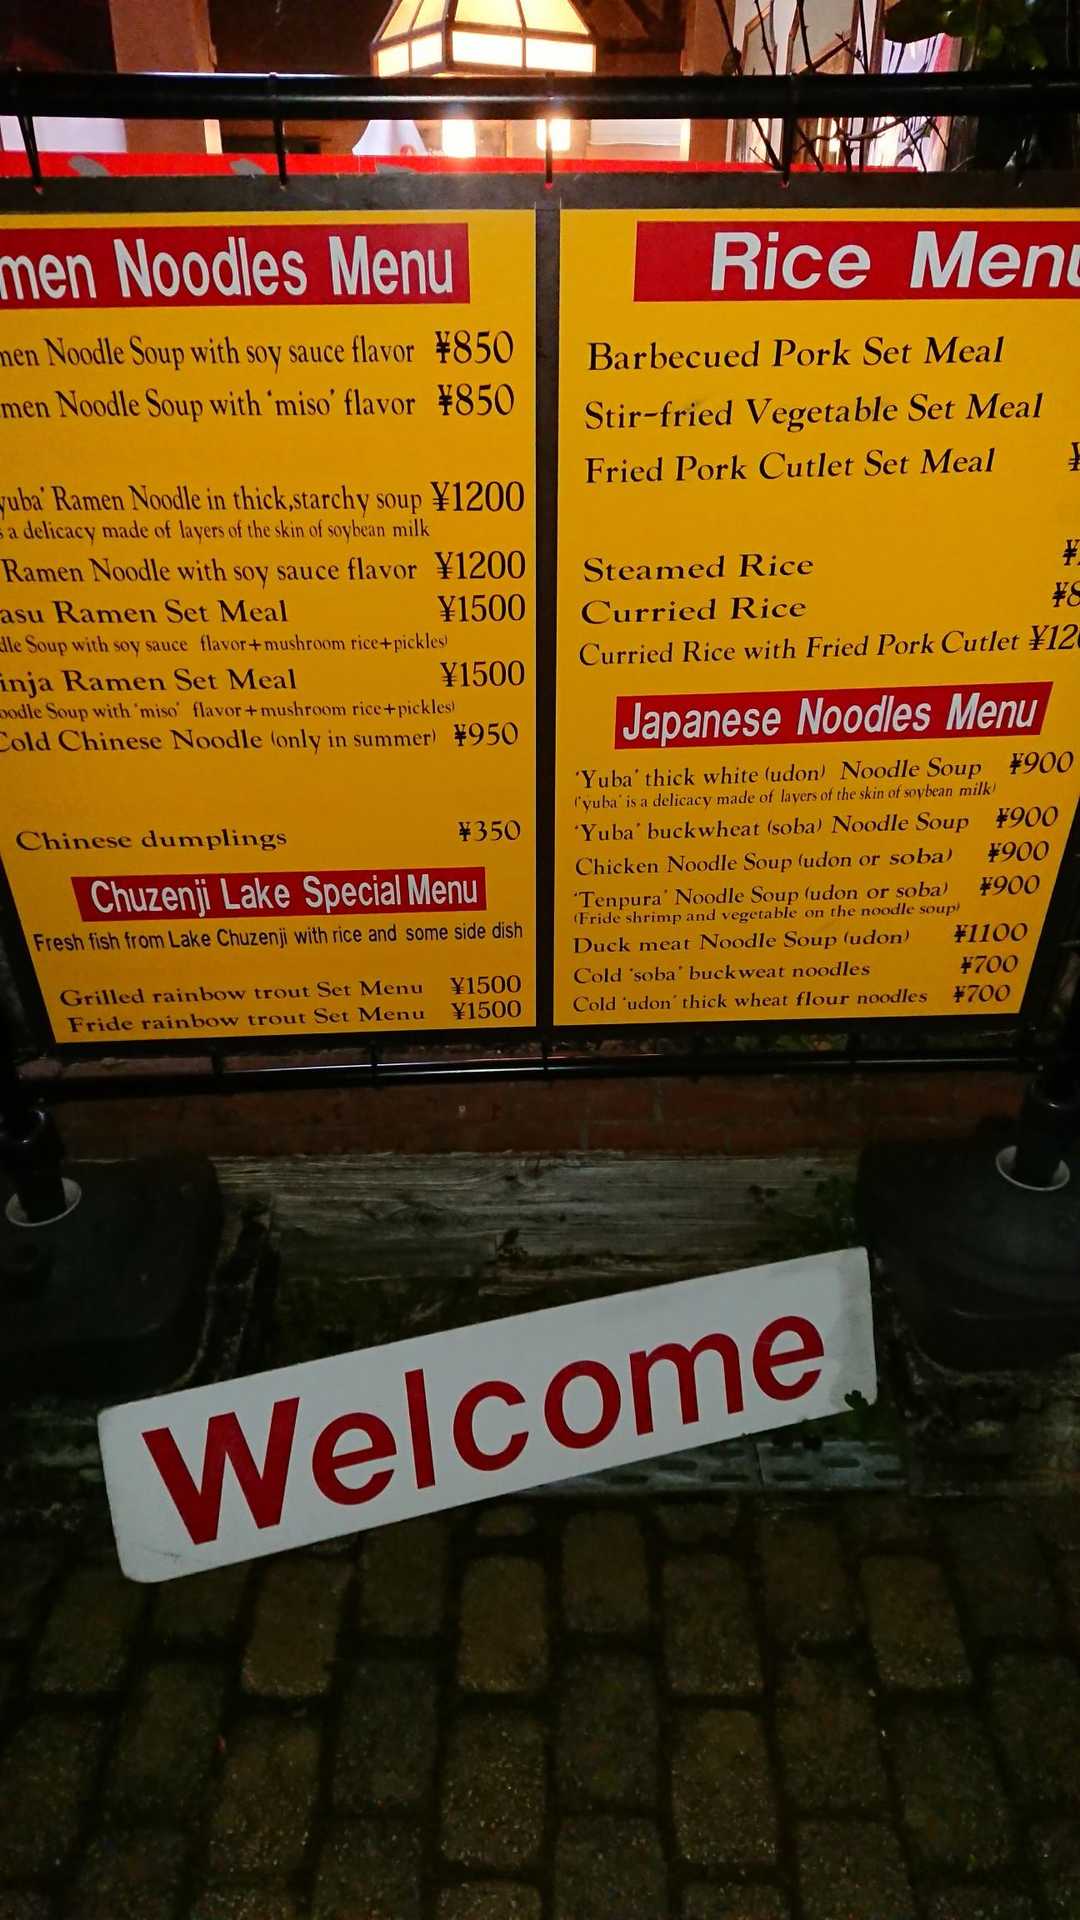 Noodles Menu
Noodle Soup with soy sauce flavor ¥850
Noodle Soup with 'miso' flavor ¥850
Ramen Noodle in thick,starchy soup ¥1200
a delicacy made of layers of the skin of soybean milk
Ramen Noodle with soy sauce flavor ¥1200
Ramen Set Meal ¥1500
Soup with soy sauce flavor+mushroom rice+pickles)
Ramen Set Meal ¥1500
Soup with 'miso' flavor+mushroom rice+pickles)
Cold Chinese Noodle (only in summer) ¥950
Chinese dumplings ¥350
Chuzenji Lake Special Menu
Fresh fish from Lake Chuzenji with rice and some side dish
Grilled rainbow trout Set Menu ¥1500
Fride rainbow trout Set Menu ¥1500
Rice Menu
Barbecued Pork Set Meal
Stir-fried Vegetable Set Meal
Fried Pork Cutlet Set Meal
Steamed Rice
Curried Rice
Curried Rice with Fried Pork Cutlet
Japanese Noodles Menu
'Yuba' thick white (udon) Noodle Soup ¥900
('yuba' is a delicacy made of layers of the skin of soybean milk)
'Yuba' buckwheat (soba) Noodle Soup ¥900
Chicken Noodle Soup (udon or soba) ¥900
'Tenpura' Noodle Soup (udon or soba) ¥900
(Fride shrimp and vegetable on the noodle soup)
Duck meat Noodle Soup (udon) ¥1100
Cold 'soba' buckweat noodles ¥700
Cold 'udon' thick wheat flour noodles ¥700
Welcome